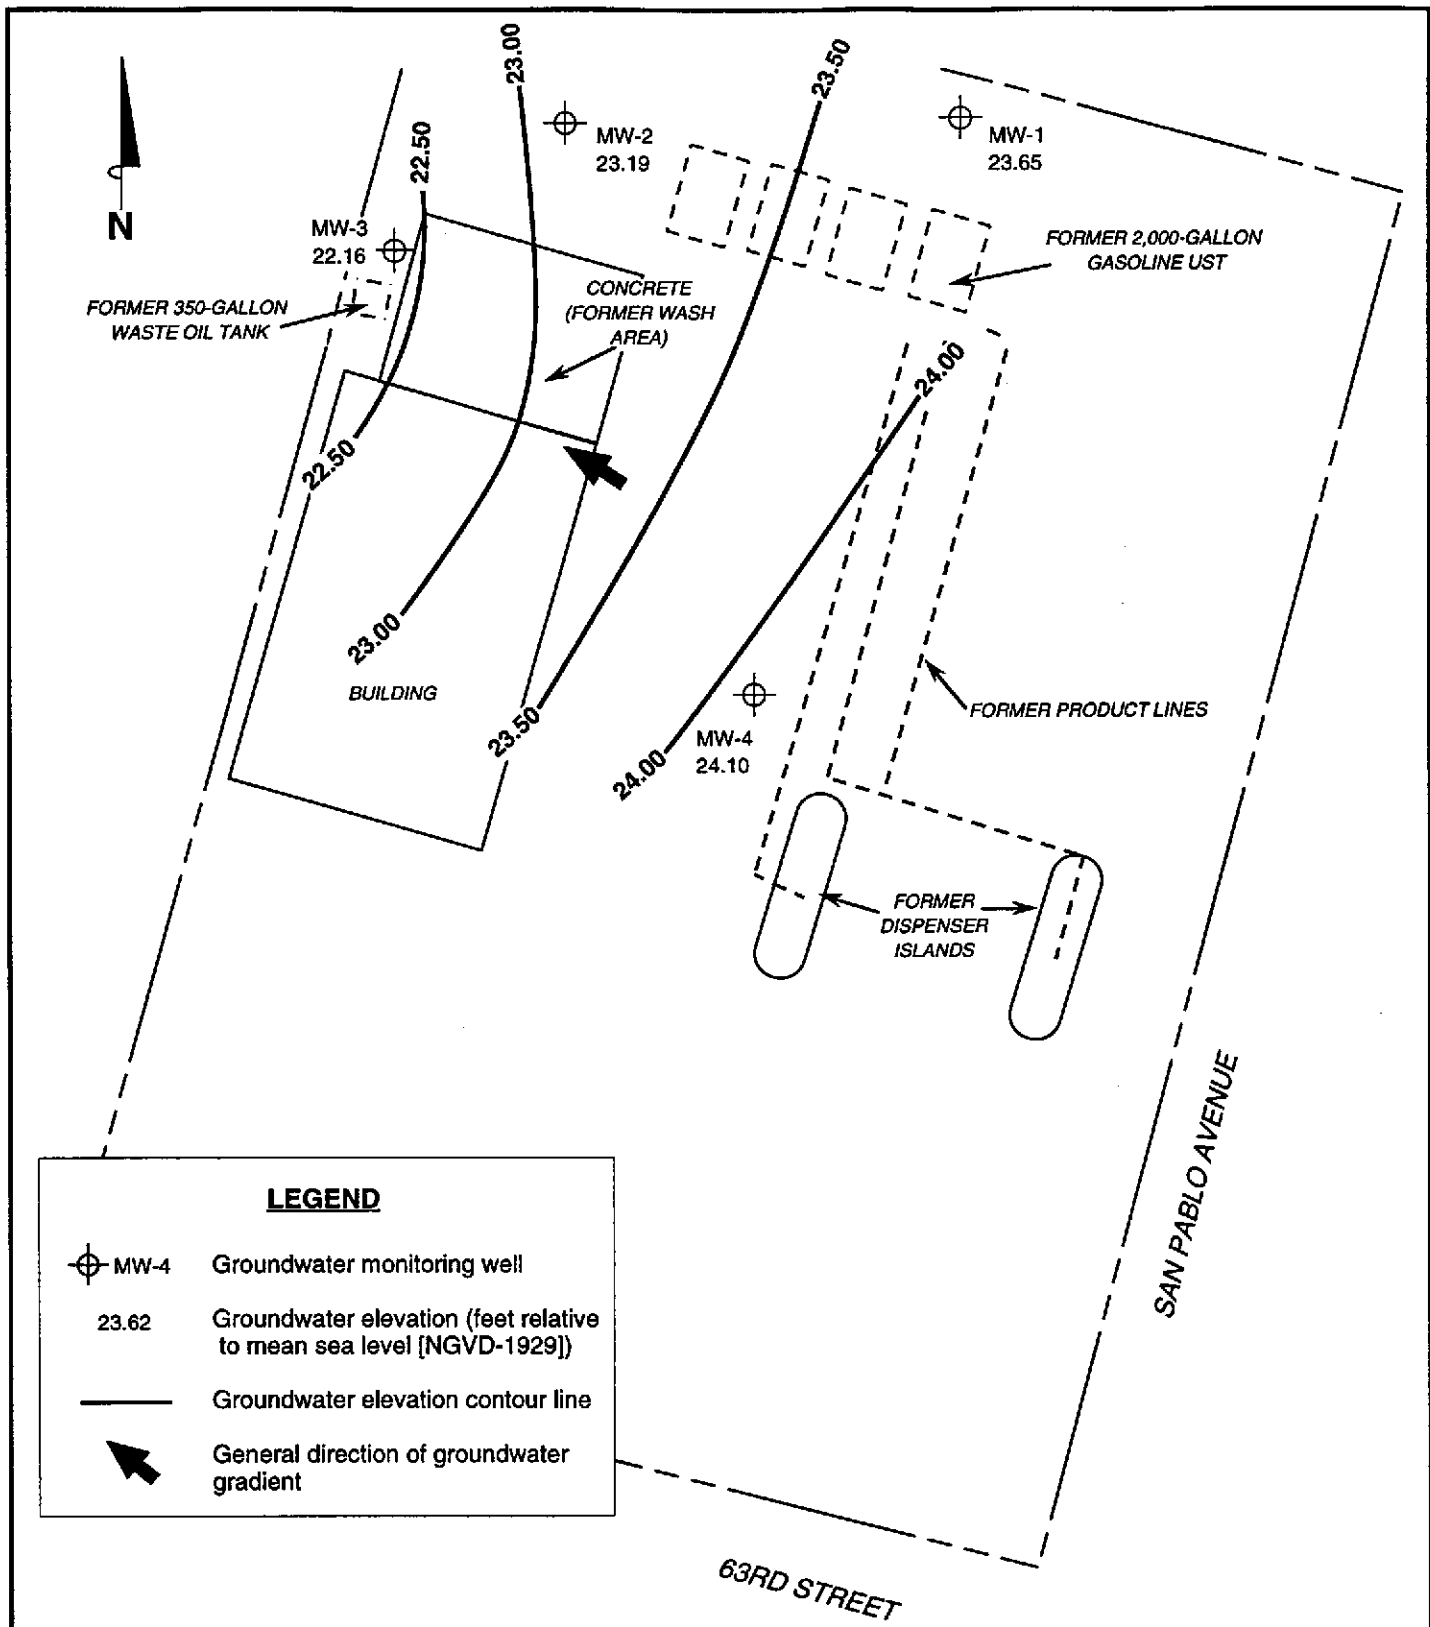 23.00
23.50
22.50
N
MW-2
23.19
MW-1
23.65
MW-3
22.16
FORMER 2,000-GALLON
GASOLINE UST
FORMER 350-GALLON
WASTE OIL TANK
CONCRETE
(FORMER WASH
AREA)
24.00
22.50
23.00
BUILDING
23.50
24.00
MW-4
24.10
FORMER PRODUCT LINES
FORMER
DISPENSER
ISLANDS
SAN PABLO AVENUE
LEGEND
MW-4 Groundwater monitoring well
23.62 Groundwater elevation (feet relative
to mean sea level [NGVD-1929])
Groundwater elevation contour line
General direction of groundwater
gradient
63RD STREET